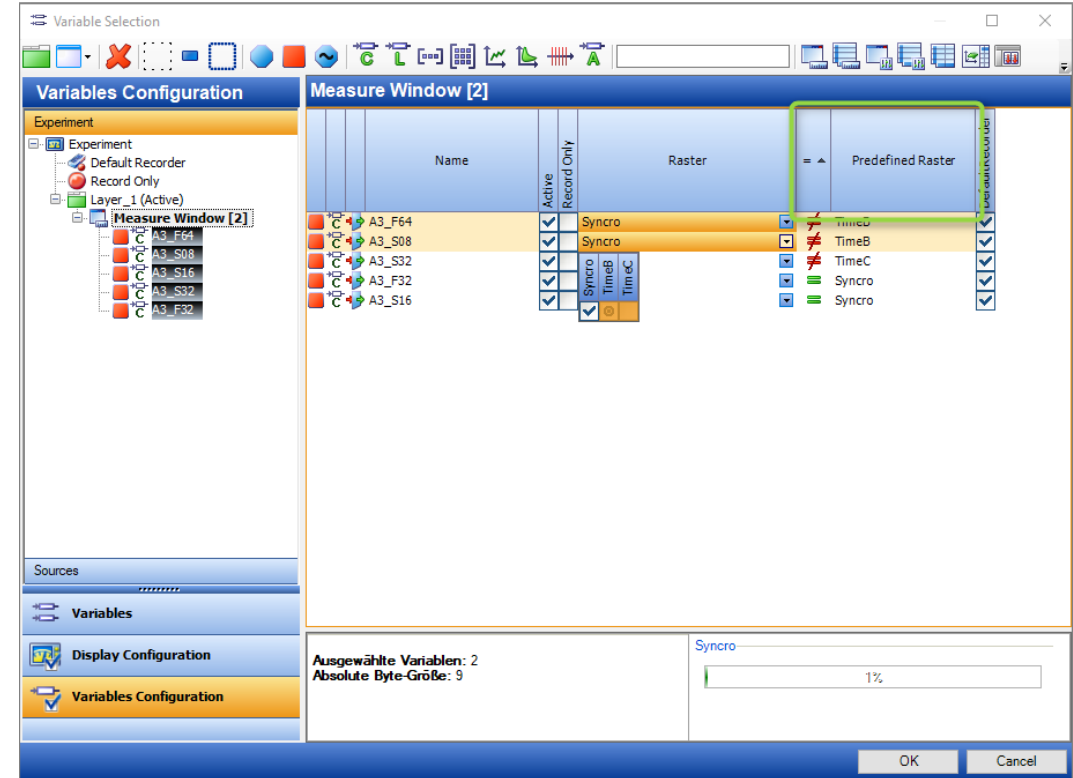 Variable Selection
Variables Configuration
Experiment
Experiment
Default Recorder
Record Only
Layer_1 (Active)
Measure Window [2]
A3_F64
A3_S08
A3_S16
A3_S32
A3_F32
Sources
Variables
Display Configuration
Variables Configuration
Measure Window [2]
Name
Active
Record Only
Raster
=
Predefined Raster
DefaultRecorder
A3_F64 Syncro ≠ TimeB
A3_S08 Syncro ≠ TimeB
A3_S32 ≠ TimeC
A3_F32 = Syncro
A3_S16 = Syncro
Syncro
TimeB
TimeC
Ausgewählte Variablen: 2
Absolute Byte-Größe: 9
Syncro
1%
OK
Cancel